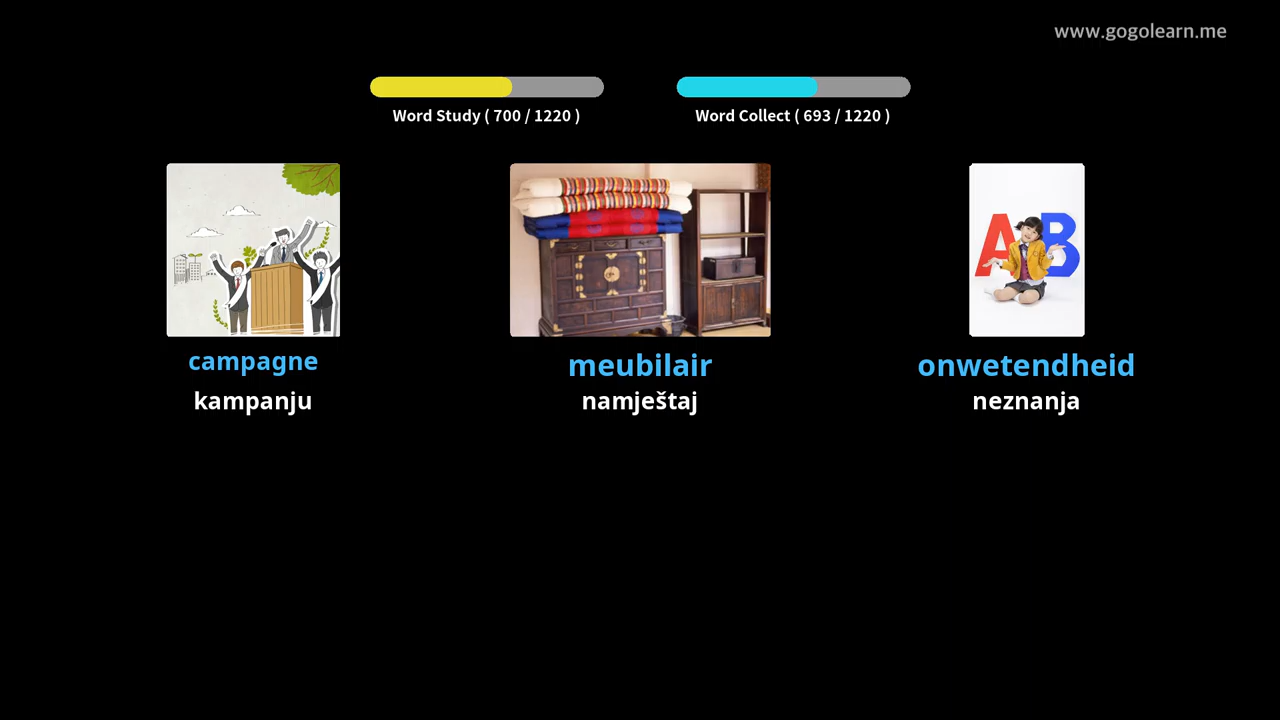 www.gogolearn.me
Word Study ( 700 / 1220 )
Word Collect ( 693 / 1220 )
A B
campagne
meubilair
onwetendheid
kampanju
namještaj
neznanja